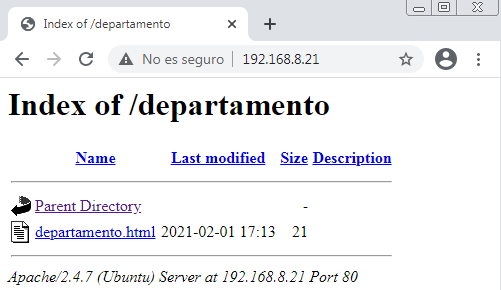 Index of /departamento
No es seguro | 192.168.8.21
Index of /departamento
Name Last modified Size Description
Parent Directory -
departamento.html 2021-02-01 17:13 21
Apache/2.4.7 (Ubuntu) Server at 192.168.8.21 Port 80